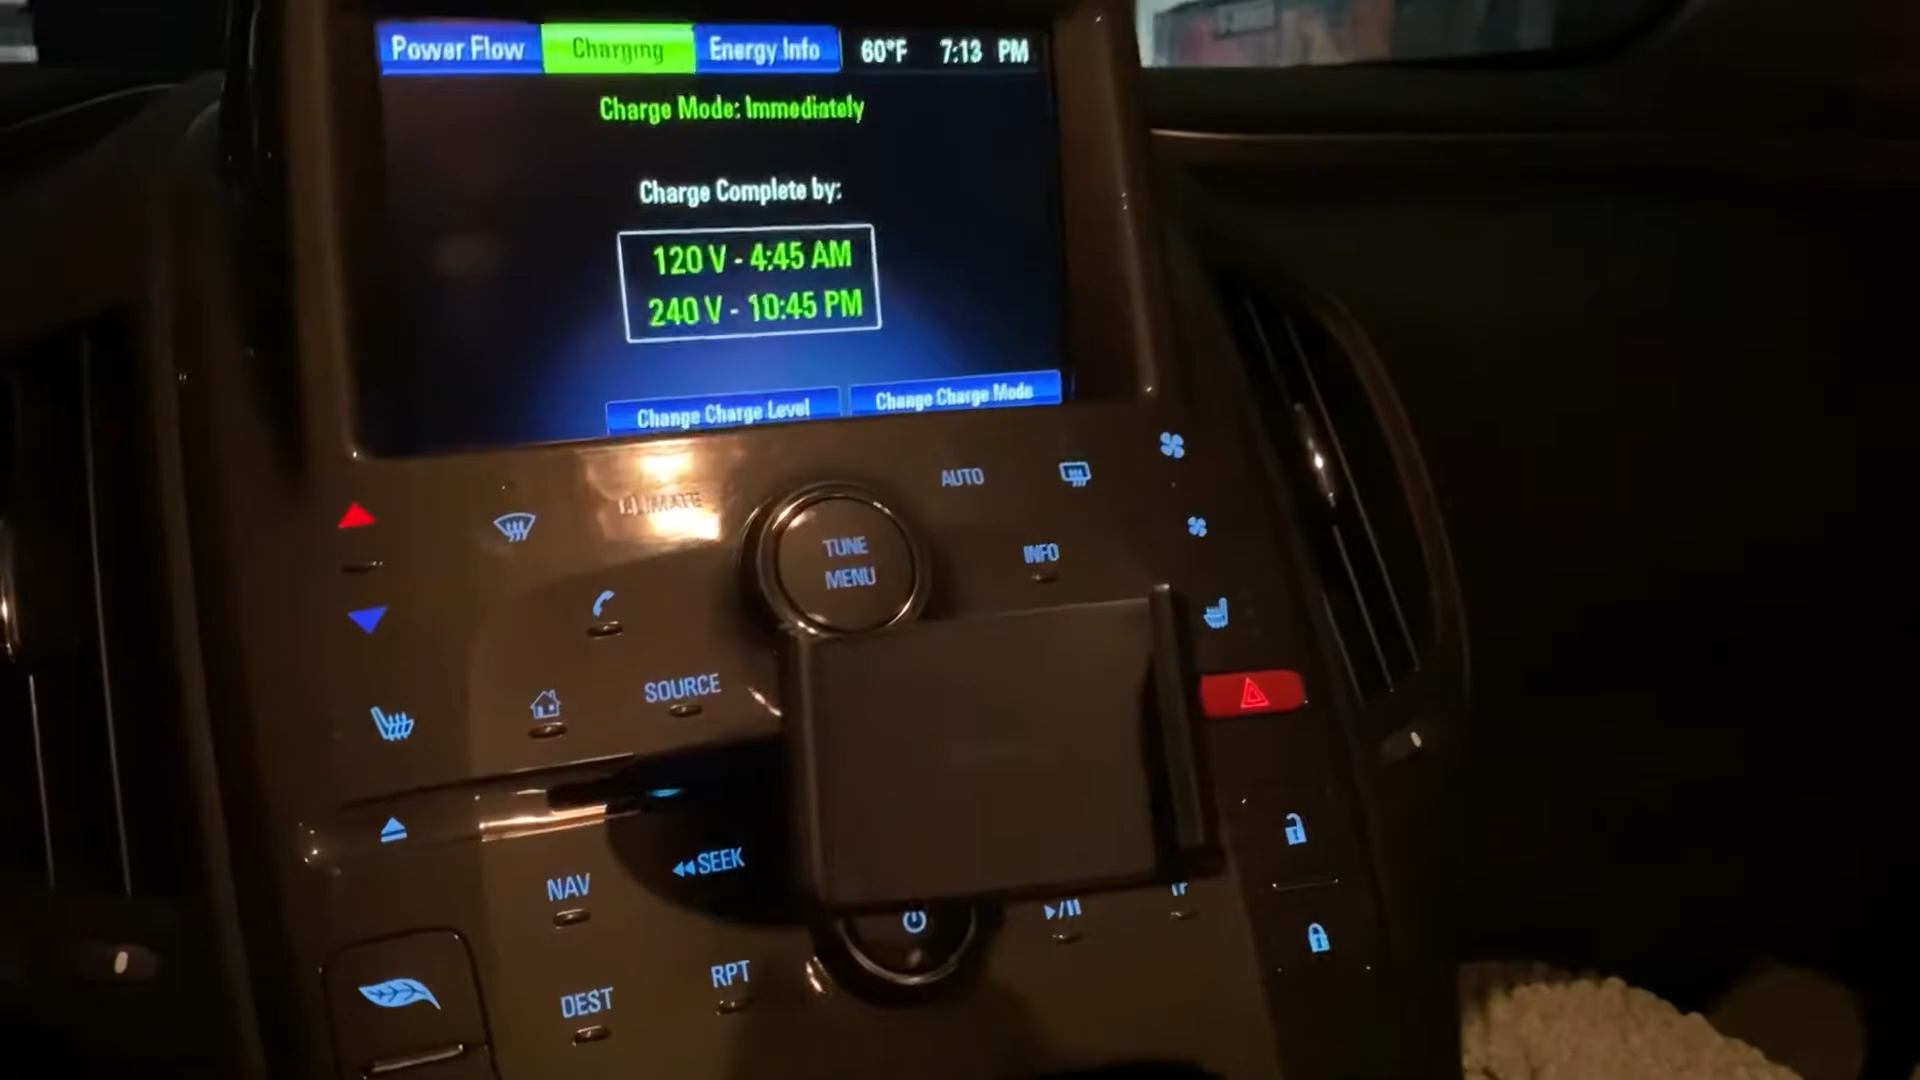 Power Flow Charging Energy Info 60°F 7:13 PM
Charge Mode: Immediately
Charge Complete by:
120 V - 4:45 AM
240 V - 10:45 PM
Change Charge Level Change Charge Mode
CLIMATE AUTO
TUNE
MENU
INFO
SOURCE
SEEK
NAV
RPT
DEST